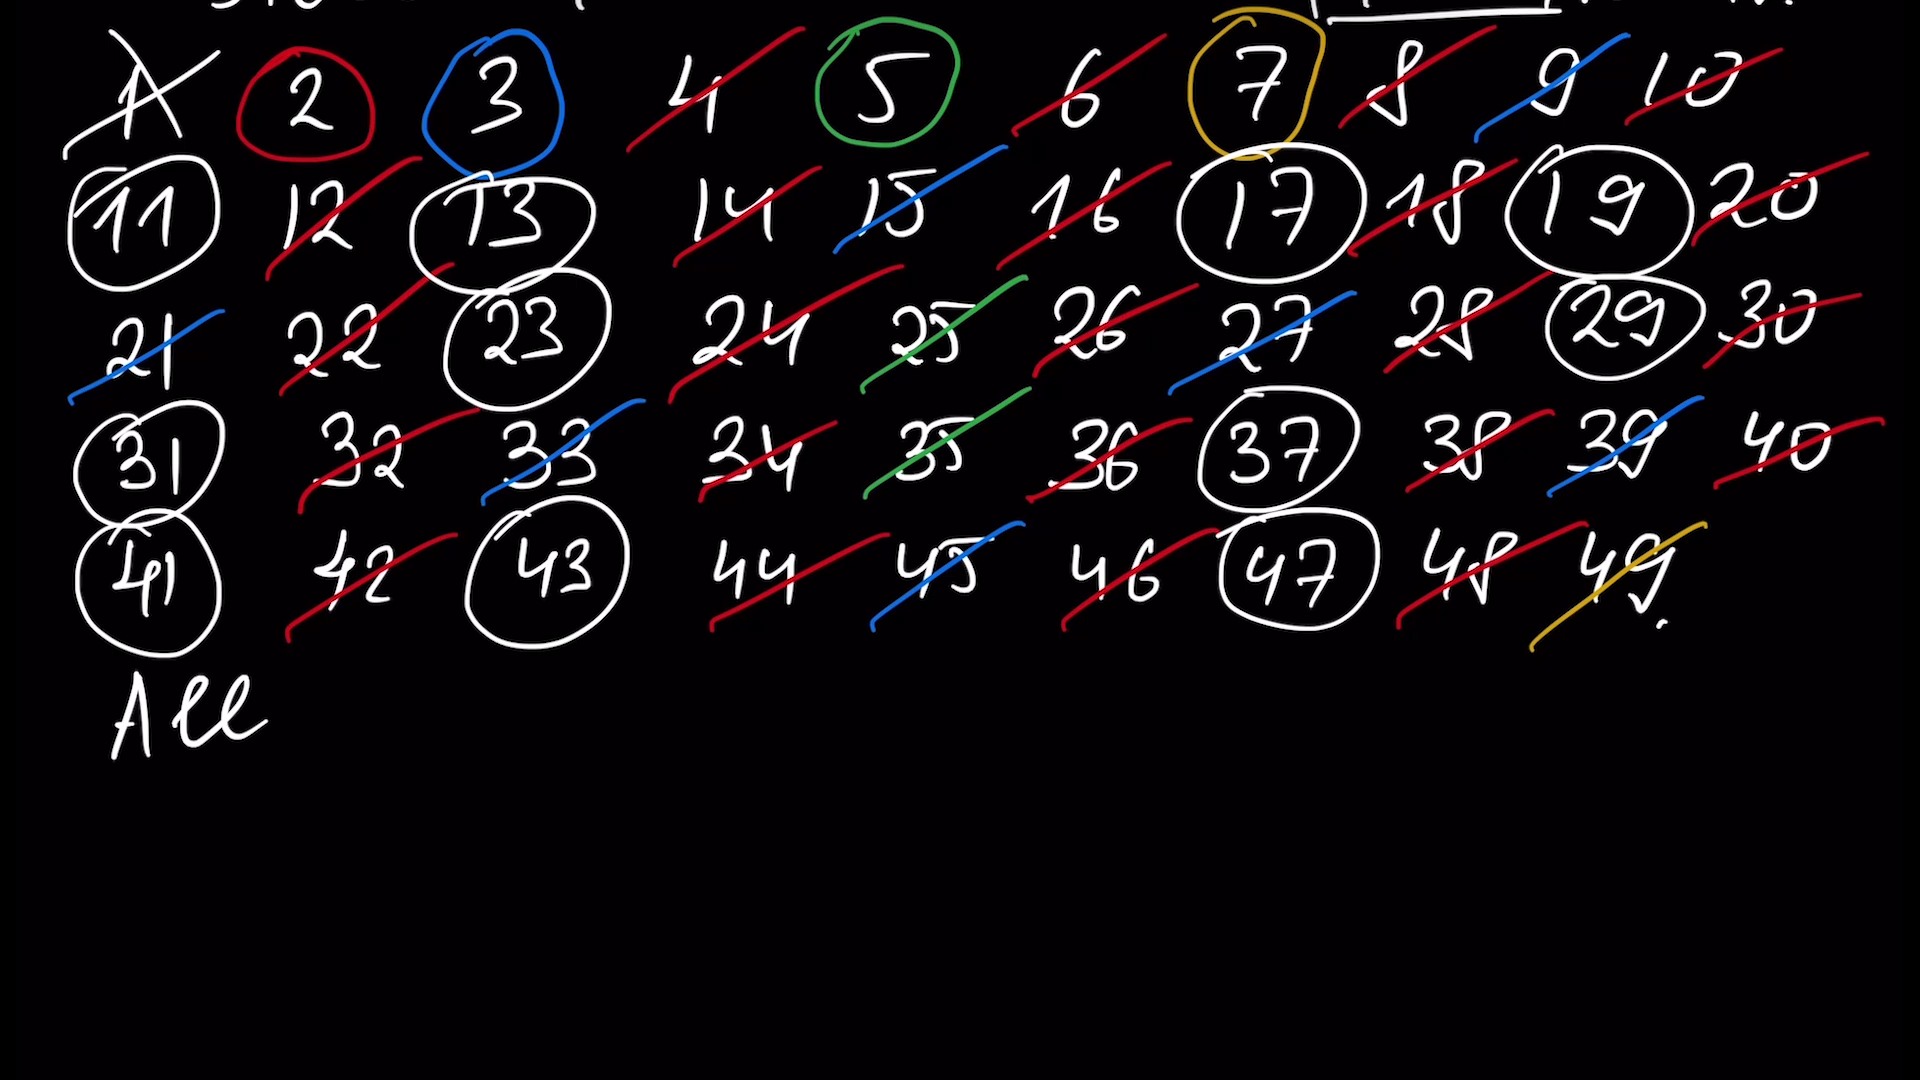 1 2 3 4 5 6 7 8 9 10
11 12 13 14 15 16 17 18 19 20
21 22 23 24 25 26 27 28 29 30
31 32 33 34 35 36 37 38 39 40
41 42 43 44 45 46 47 48 49.
All